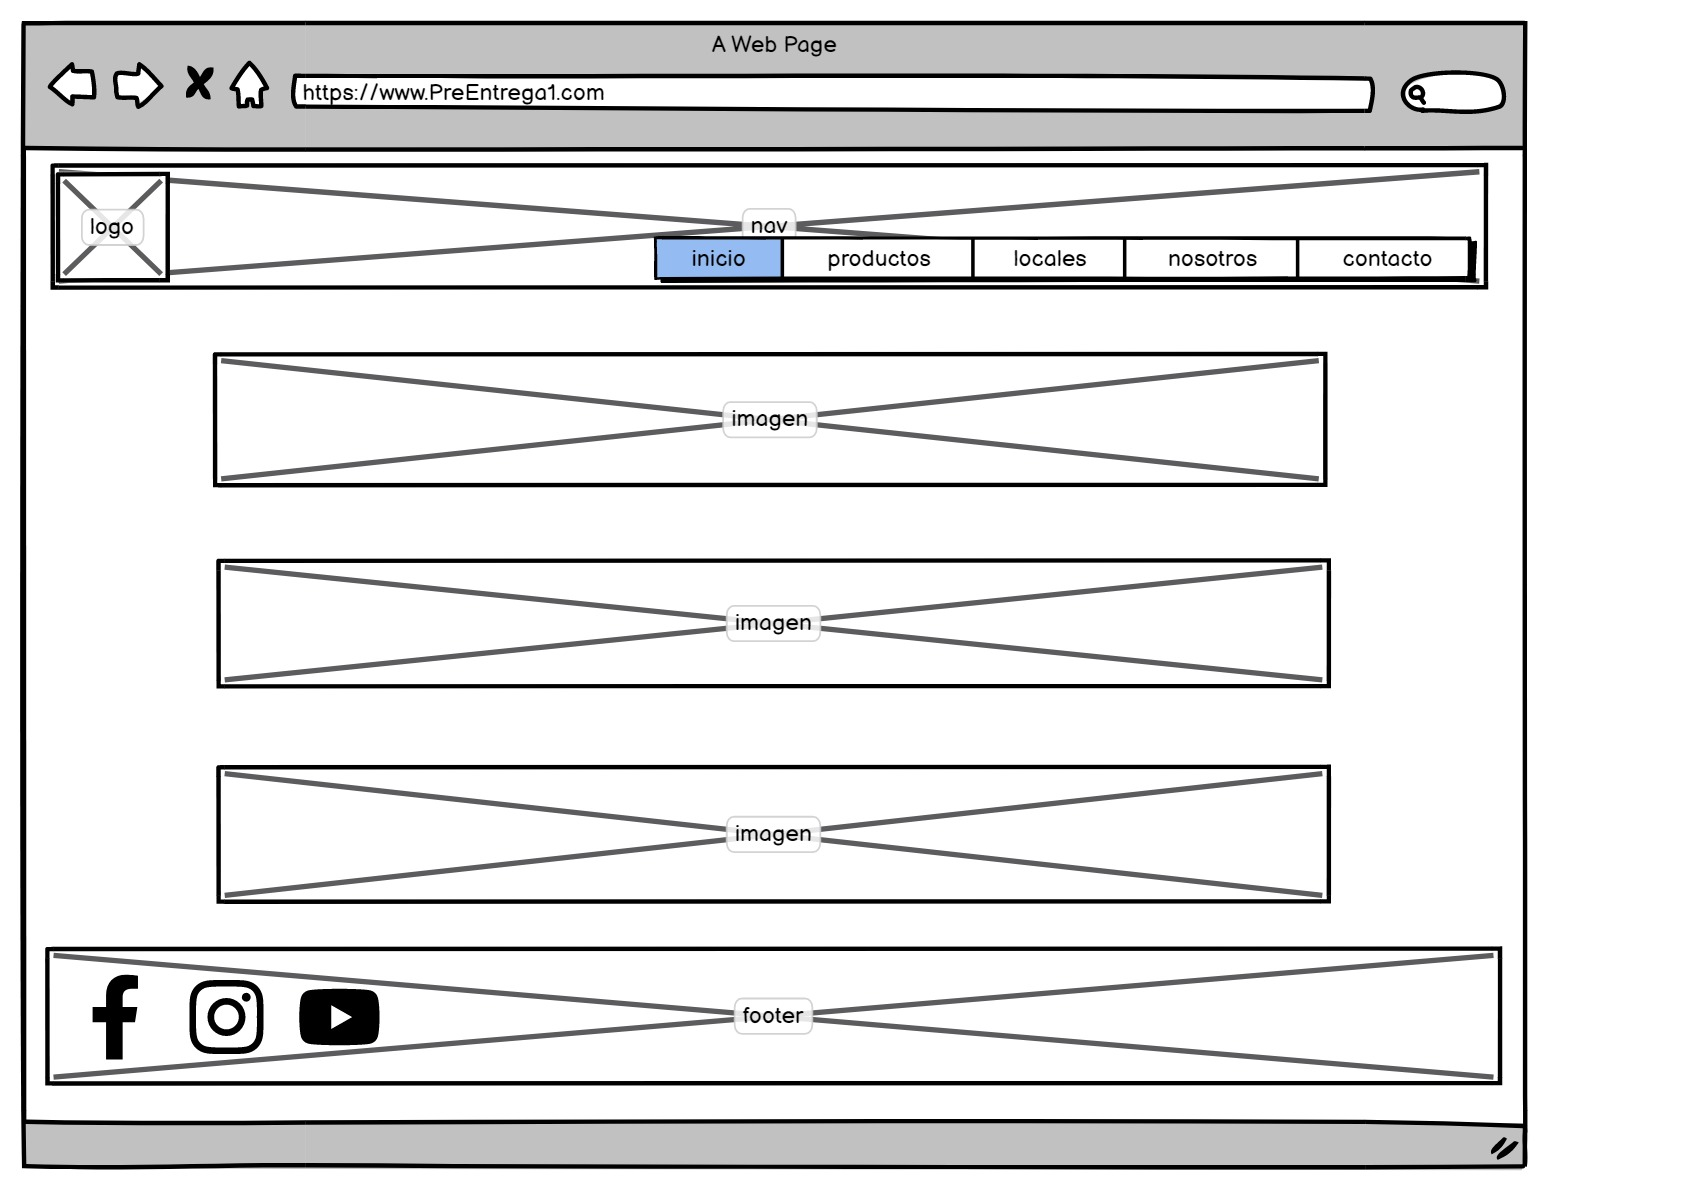 A Web Page
https://www.PreEntrega1.com
logo
nav
inicio productos locales nosotros contacto
imagen
imagen
imagen
footer